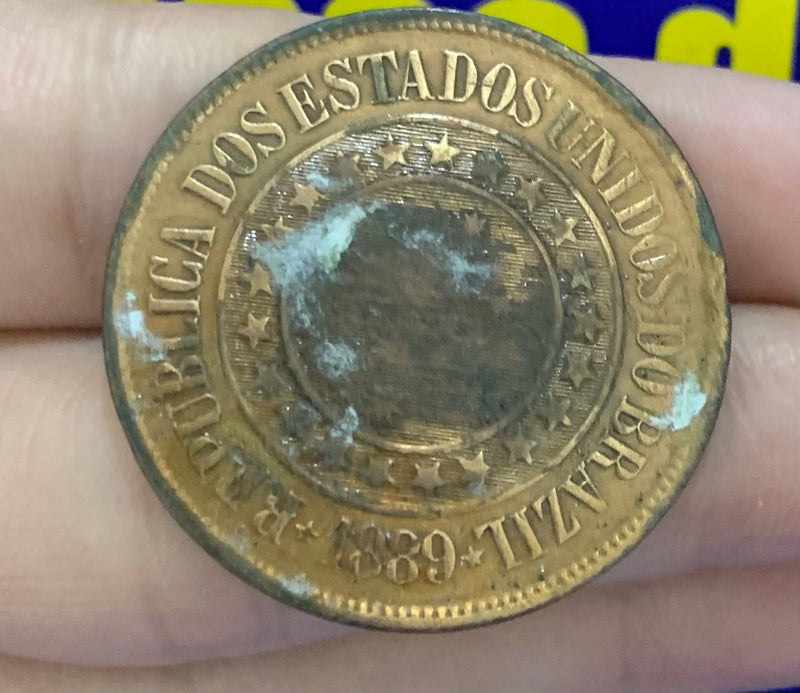 REPUBLICA DOS ESTADOS UNIDOS DO BRAZIL
★ 1889 ★